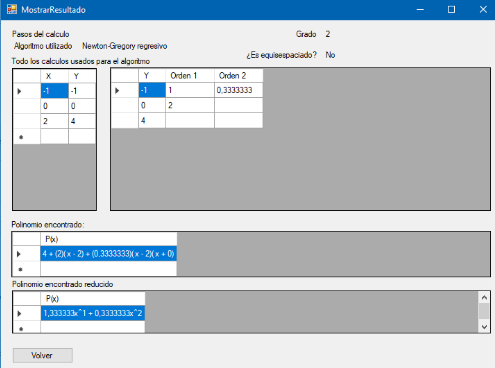 MostrarResultado
Pasos del calculo
Grado 2
Algoritmo utilizado Newton-Gregory regresivo
¿Es equiespaciado? No
Todo los calculos usados para el algoritmo
X Y
-1 -1
0 0
2 4
Y Orden 1 Orden 2
-1 1 0,3333333
0 2
4
Polinomio encontrado:
P(x)
4 + (2)(x - 2) + (0,3333333)(x - 2)(x + 0)
Polinomio encontrado reducido
P(x)
1,333333x^1 + 0,3333333x^2
Volver